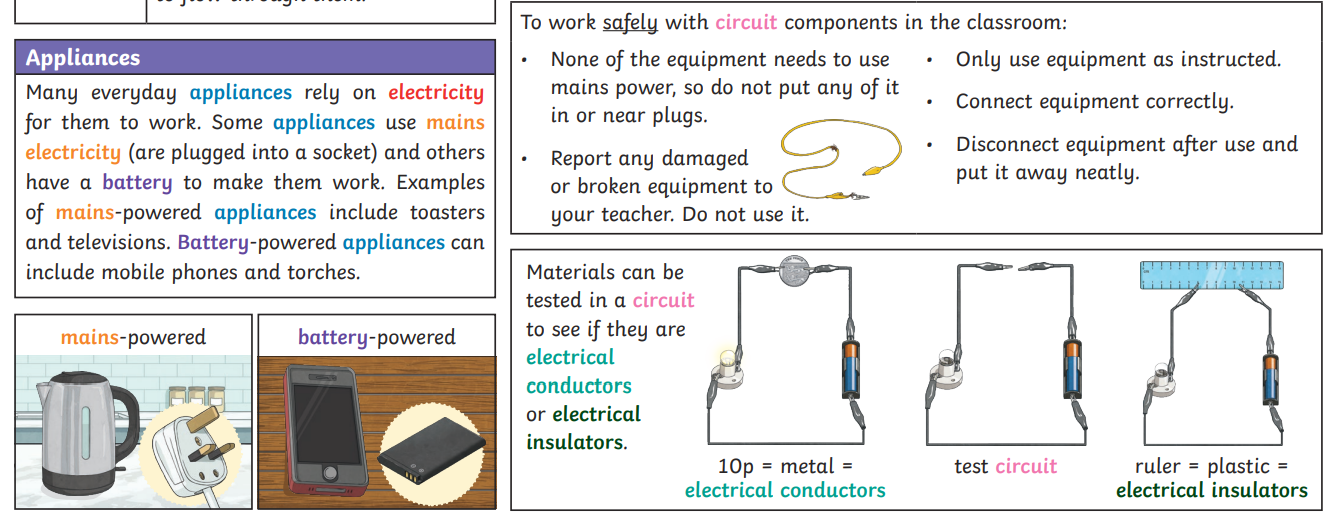 to flow through them.
Appliances
Many everyday appliances rely on electricity
for them to work. Some appliances use mains
electricity (are plugged into a socket) and others
have a battery to make them work. Examples
of mains-powered appliances include toasters
and televisions. Battery-powered appliances can
include mobile phones and torches.
mains-powered
battery-powered
To work safely with circuit components in the classroom:
• None of the equipment needs to use
mains power, so do not put any of it
in or near plugs.
• Report any damaged
or broken equipment to
your teacher. Do not use it.
• Only use equipment as instructed.
• Connect equipment correctly.
• Disconnect equipment after use and
put it away neatly.
Materials can be
tested in a circuit
to see if they are
electrical
conductors
or electrical
insulators.
10p = metal =
electrical conductors
test circuit
ruler = plastic =
electrical insulators